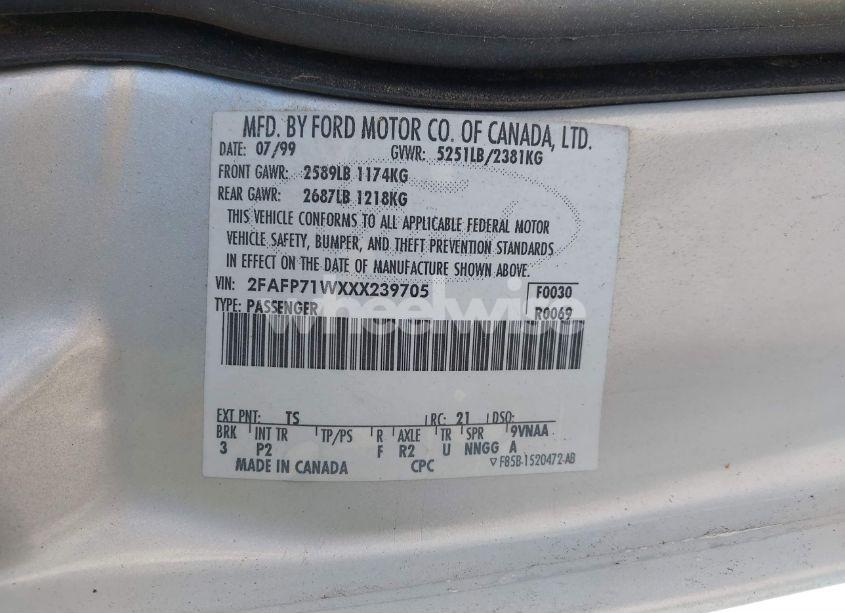 MFD. BY FORD MOTOR CO. OF CANADA, LTD.
DATE: 07/99 GVWR: 5251LB/2381KG
FRONT GAWR: 2589LB 1174KG
REAR GAWR: 2687LB 1218KG
THIS VEHICLE CONFORMS TO ALL APPLICABLE FEDERAL MOTOR
VEHICLE SAFETY, BUMPER, AND THEFT PREVENTION STANDARDS
IN EFFECT ON THE DATE OF MANUFACTURE SHOWN ABOVE.
VIN: 2FAFP71WXXX239705 F0030
TYPE: PASSENGER R0069
wheelwise
EXT PNT: TS RC: 21 DSO:
BRK INT TR TP/PS R AXLE TR SPR 9VNAA
3 P2 F R2 U NNGG A
MADE IN CANADA CPC ▽ F85B-1520472-AB